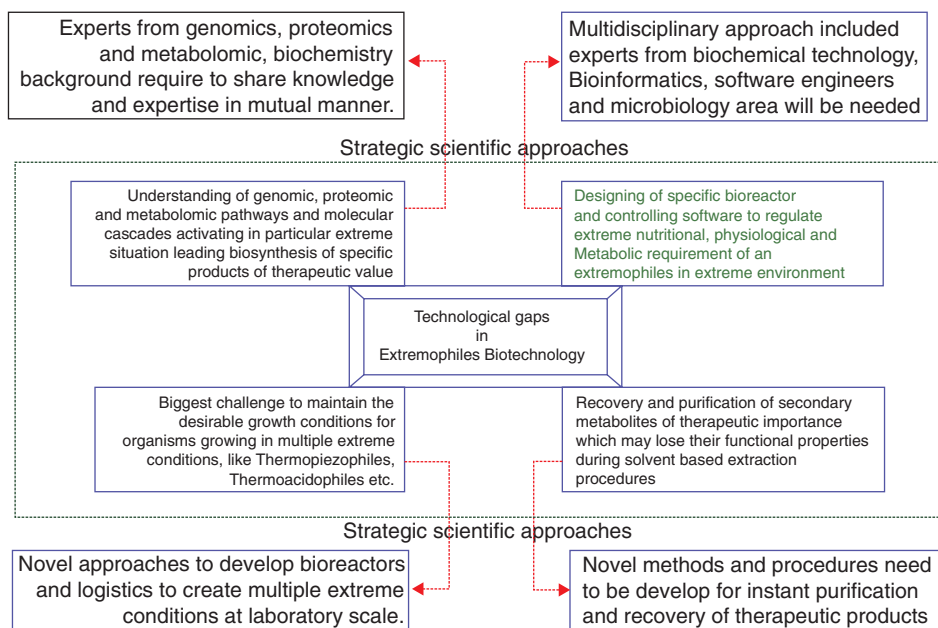 Experts from genomics, proteomics
and metabolomic, biochemistry
background require to share knowledge
and expertise in mutual manner.
Multidisciplinary approach included
experts from biochemical technology,
Bioinformatics, software engineers
and microbiology area will be needed
Strategic scientific approaches
Understanding of genomic, proteomic
and metabolomic pathways and molecular
cascades activating in particular extreme
situation leading biosynthesis of specific
products of therapeutic value
Designing of specific bioreactor
and controlling software to regulate
extreme nutritional, physiological and
Metabolic requirement of an
extremophiles in extreme environment
Technological gaps
in
Extremophiles Biotechnology
Biggest challenge to maintain the
desirable growth conditions for
organisms growing in multiple extreme
conditions, like Thermopiezophiles,
Thermoacidophiles etc.
Recovery and purification of secondary
metabolites of therapeutic importance
which may lose their functional properties
during solvent based extraction
procedures
Strategic scientific approaches
Novel approaches to develop bioreactors
and logistics to create multiple extreme
conditions at laboratory scale.
Novel methods and procedures need
to be develop for instant purification
and recovery of therapeutic products